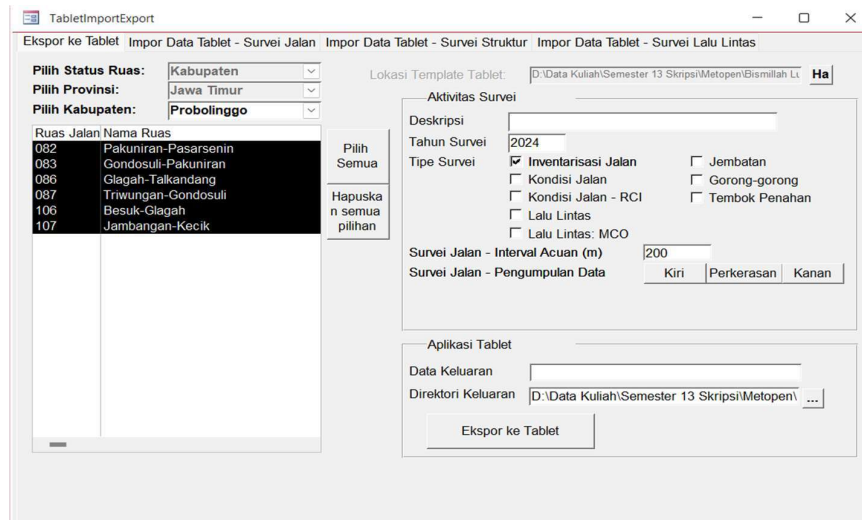 TabletImportExport
Ekspor ke Tablet Impor Data Tablet - Survei Jalan Impor Data Tablet - Survei Struktur Impor Data Tablet - Survei Lalu Lintas
Pilih Status Ruas: Kabupaten
Pilih Provinsi: Jawa Timur
Pilih Kabupaten: Probolinggo
Ruas Jalan Nama Ruas
082 Pakuniran-Pasarsenin
083 Gondosuli-Pakuniran
086 Glagah-Talkandang
087 Triwungan-Gondosuli
106 Besuk-Glagah
107 Jambangan-Kecik
Pilih
Semua
Hapuska
n semua
pilihan
Lokasi Template Tablet: D:\Data Kuliah\Semester 13 Skripsi\Metopen\Bismillah Lu Ha
Aktivitas Survei
Deskripsi
Tahun Survei 2024
Tipe Survei Inventarisasi Jalan Jembatan
Kondisi Jalan Gorong-gorong
Kondisi Jalan - RCI Tembok Penahan
Lalu Lintas
Lalu Lintas: MCO
Survei Jalan - Interval Acuan (m) 200
Survei Jalan - Pengumpulan Data Kiri Perkerasan Kanan
Aplikasi Tablet
Data Keluaran
Direktori Keluaran D:\Data Kuliah\Semester 13 Skripsi\Metopen\ ...
Ekspor ke Tablet